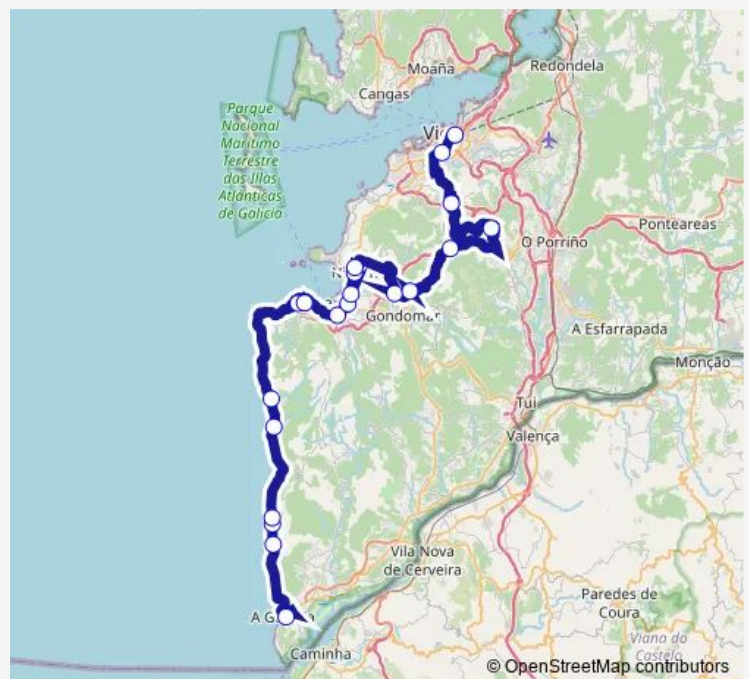 Redondela
Moaña
Cangas
Parque
Nacional
Marítimo
Terrestre
das Illas
Atlánticas
de Galicia
Ponteareas
O Porriño
Gondomar
A Esfarrapada
Monção
Tui
Valença
Vila Nova
de Cerveira
Paredes de
Coura
Viana do
Castelo
Caminha
© OpenStreetMap contributors